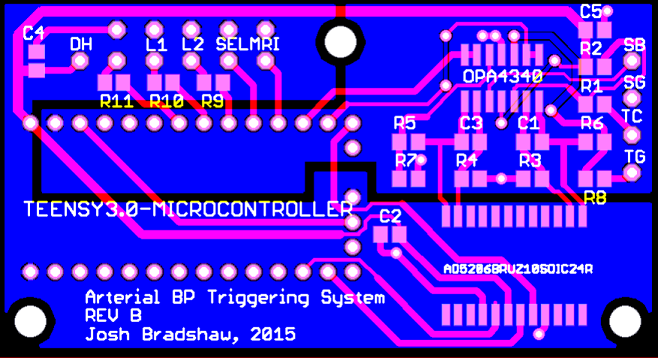 C4
DH
L1
L2
SELMRI
C5
R2
SB
OPA4340
R1
SG
TC
R11
R10
R9
R5
C3
C1
R6
R7
R4
R3
TG
R8
TEENSY3.0-MICROCONTROLLER
C2
AD5206BRUZ10SOIC24R
Arterial BP Triggering System
REV B
Josh Bradshaw, 2015